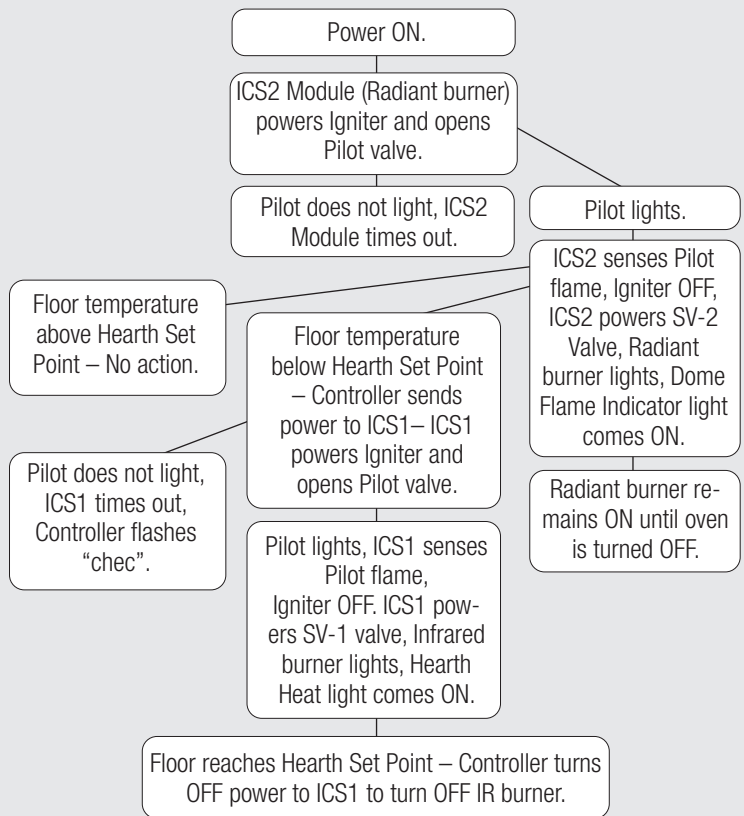 Power ON.
ICS2 Module (Radiant burner)
powers Igniter and opens
Pilot valve.
Pilot does not light, ICS2
Module times out.
Pilot lights.
ICS2 senses Pilot
flame, Igniter OFF,
ICS2 powers SV-2
Valve, Radiant
burner lights, Dome
Flame Indicator light
comes ON.
Floor temperature
above Hearth Set
Point – No action.
Floor temperature
below Hearth Set Point
– Controller sends
power to ICS1– ICS1
powers Igniter and
opens Pilot valve.
Pilot does not light,
ICS1 times out,
Controller flashes
“chec”.
Radiant burner re-
mains ON until oven
is turned OFF.
Pilot lights, ICS1 senses
Pilot flame,
Igniter OFF. ICS1 pow-
ers SV-1 valve, Infrared
burner lights, Hearth
Heat light comes ON.
Floor reaches Hearth Set Point – Controller turns
OFF power to ICS1 to turn OFF IR burner.